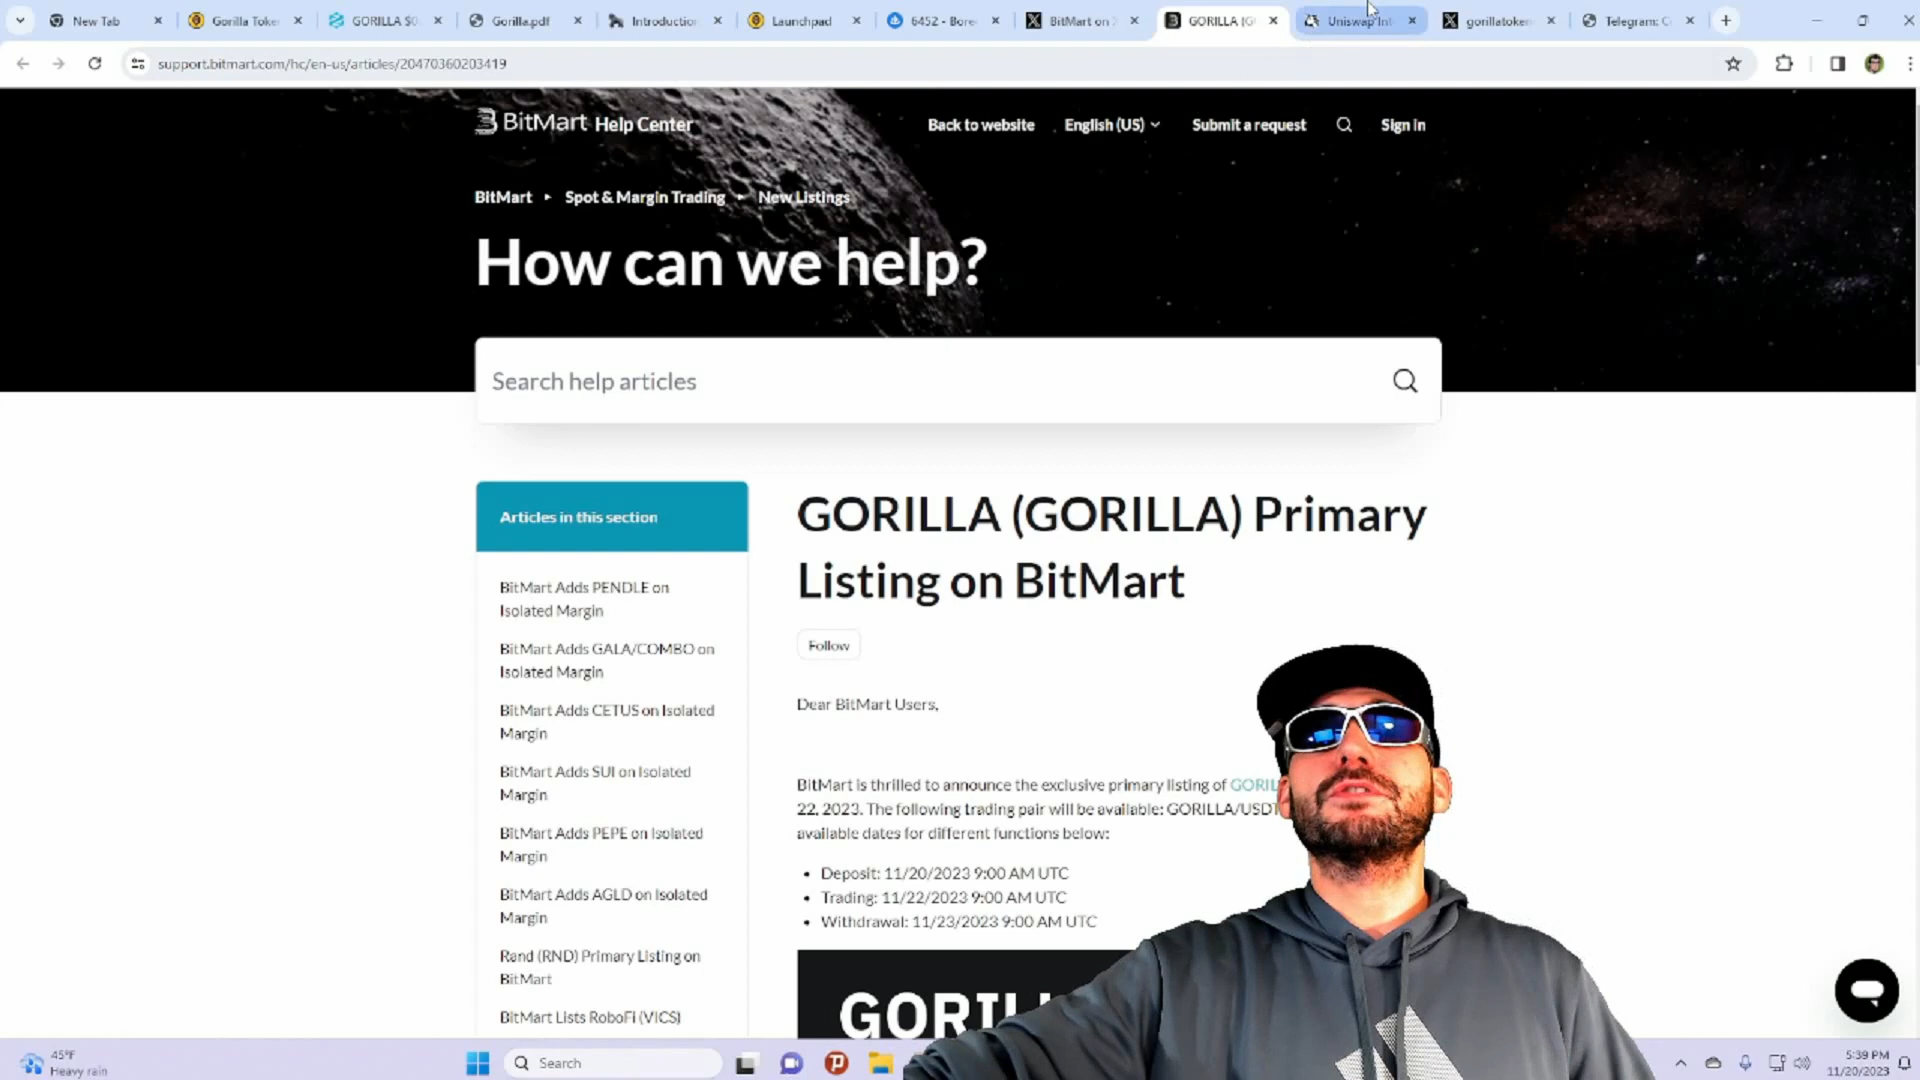 New Tab
Gorilla Toke
GORILLA $0
Gorilla.pdf
Introduction
Launchpad
6452 - Bore
BitMart on
GORILLA (G
Uniswap Int
gorillatoken
Telegram: C
support.bitmart.com/hc/en-us/articles/20470360203419
BitMart Help Center
Back to website
English (US)
Submit a request
Sign in
BitMart
Spot & Margin Trading
New Listings
How can we help?
Search help articles
Articles in this section
BitMart Adds PENDLE on
Isolated Margin
BitMart Adds GALA/COMBO on
Isolated Margin
BitMart Adds CETUS on Isolated
Margin
BitMart Adds SUI on Isolated
Margin
BitMart Adds PEPE on Isolated
Margin
BitMart Adds AGLD on Isolated
Margin
Rand (RND) Primary Listing on
BitMart
BitMart Lists RoboFi (VICS)
GORILLA (GORILLA) Primary
Listing on BitMart
Follow
Dear BitMart Users,
BitMart is thrilled to announce the exclusive primary listing of GORIL
22, 2023. The following trading pair will be available: GORILLA/USDT
available dates for different functions below:
• Deposit: 11/20/2023 9:00 AM UTC
• Trading: 11/22/2023 9:00 AM UTC
• Withdrawal: 11/23/2023 9:00 AM UTC
GORIL
45°F
Heavy rain
Search
5:39 PM
11/20/2023